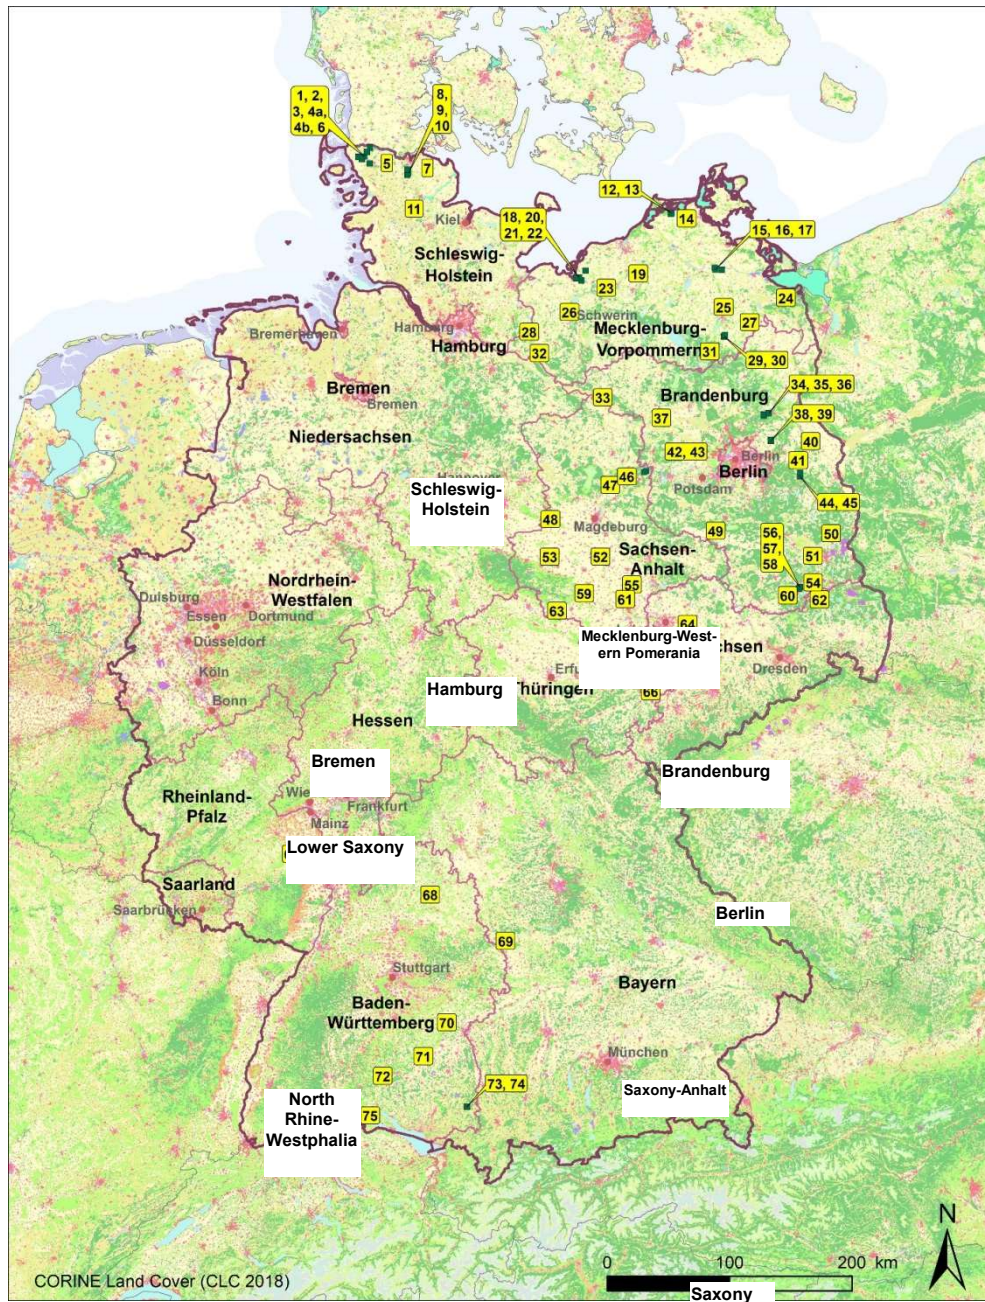 1, 2,
3, 4a,
4b, 6
8,
9,
10
5
7
11
Kiel
12, 13
14
18, 20,
21, 22
15, 16, 17
Schleswig-
Holstein
19
23
24
25
26
Schwerin
27
Bremerhaven
Hamburg
Hamburg
28
Mecklenburg-
Vorpommern
31
32
29, 30
Bremen
Bremen
33
Brandenburg
34, 35, 36
37
38, 39
Niedersachsen
40
42, 43
Berlin
Berlin
41
Hannover
46
47
Potsdam
44, 45
Schleswig-
Holstein
48
Magdeburg
49
56,
57,
58
50
53
52
Sachsen-
Anhalt
51
Nordrhein-
Westfalen
Duisburg
Essen
Dortmund
Düsseldorf
55
54
59
61
60
62
63
64
Mecklenburg-West-
ern Pomerania
chsen
Dresden
Köln
Bonn
Erfu
Hamburg
Thüringen
66
Hessen
Bremen
Brandenburg
Rheinland-
Pfalz
Wie
Frankfurt
Mainz
Lower Saxony
6
Saarland
Saarbrücken
68
Berlin
69
Stuttgart
Bayern
Baden-
Württemberg
70
71
München
72
73, 74
Saxony-Anhalt
North
Rhine-
Westphalia
75
N
CORINE Land Cover (CLC 2018)
0 100 200 km
Saxony